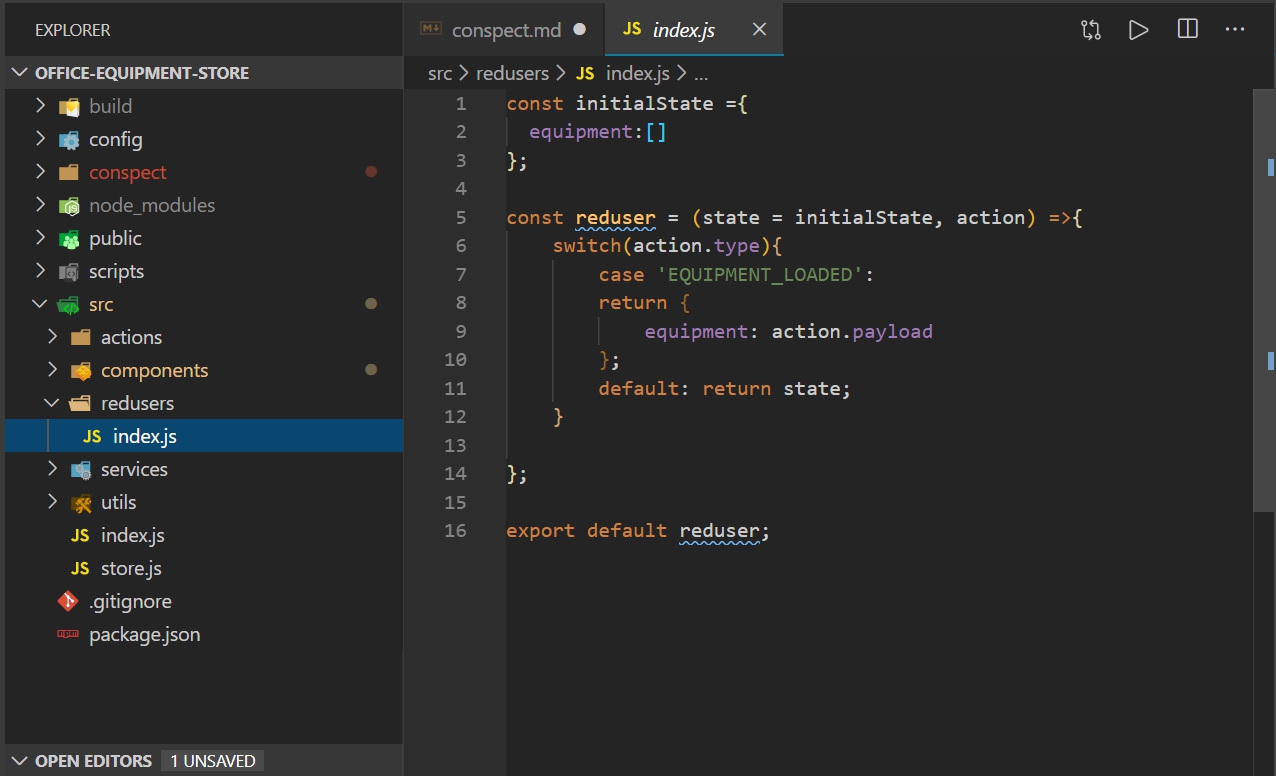 EXPLORER
OFFICE-EQUIPMENT-STORE
build
config
conspect
node_modules
public
scripts
src
actions
components
redusers
JS index.js
services
utils
JS index.js
JS store.js
.gitignore
package.json
OPEN EDITORS 1 UNSAVED
conspect.md
JS index.js
src > redusers > JS index.js > ...
1 const initialState ={
2 equipment:[]
3 };
4
5 const reduser = (state = initialState, action) =>{
6 switch(action.type){
7 case 'EQUIPMENT_LOADED':
8 return {
9 equipment: action.payload
10 };
11 default: return state;
12 }
13
14 };
15
16 export default reduser;